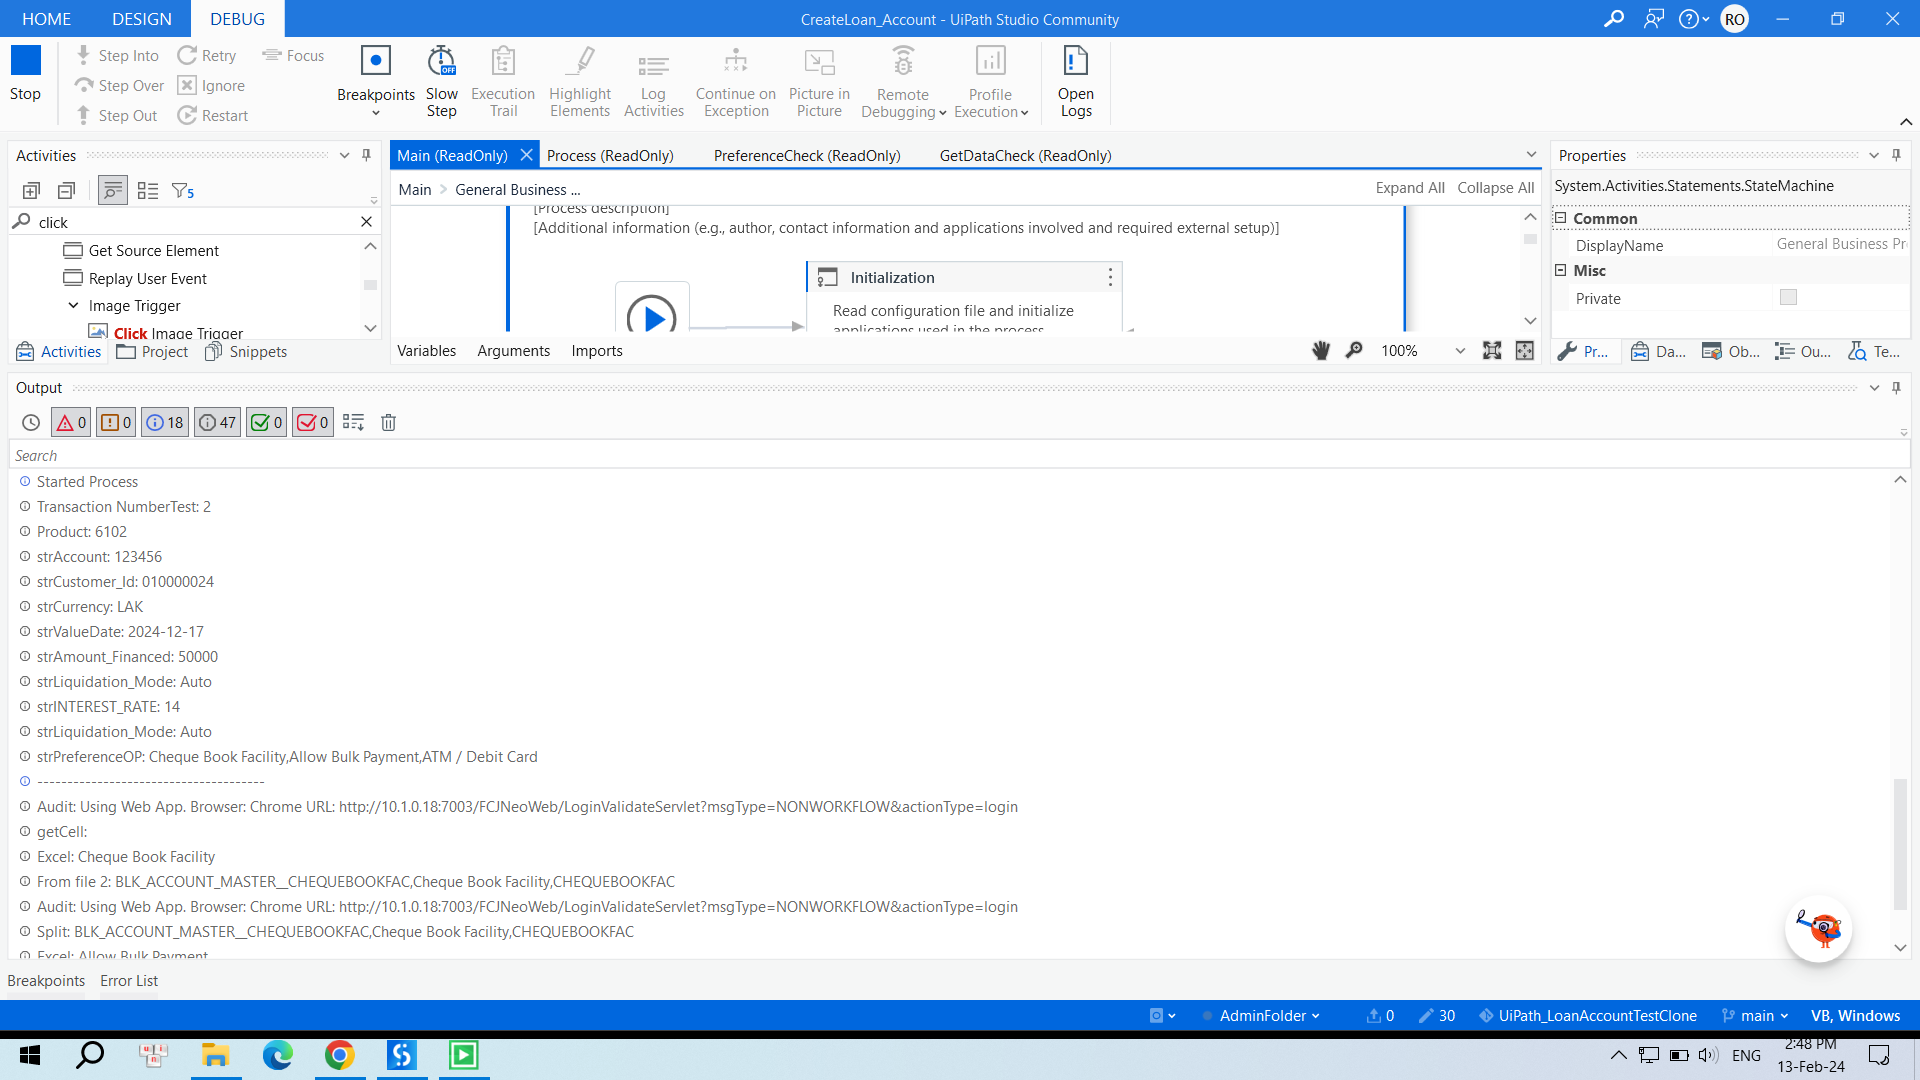 HOME DESIGN DEBUG CreateLoan_Account - UiPath Studio Community RO
Stop Step Into Retry Focus Breakpoints Slow Step Execution Trail Highlight Elements Log Activities Continue on Exception Picture in Picture Remote Debugging Profile Execution Open Logs
Step Over Ignore
Step Out Restart
Activities
5
click
Get Source Element
Replay User Event
Image Trigger
Click Image Trigger
Activities Project Snippets
Main (ReadOnly) Process (ReadOnly) PreferenceCheck (ReadOnly) GetDataCheck (ReadOnly)
Main > General Business ... Expand All Collapse All
[Process description]
[Additional information (e.g., author, contact information and applications involved and required external setup)]
Initialization
Read configuration file and initialize
applications used in the process
Variables Arguments Imports 100%
Properties
System.Activities.Statements.StateMachine
Common
DisplayName General Business Pr
Misc
Private
Pr... Da... Ob... Ou... Te...
Output
0 0 18 47 0 0
Search
Started Process
Transaction NumberTest: 2
Product: 6102
strAccount: 123456
strCustomer_Id: 010000024
strCurrency: LAK
strValueDate: 2024-12-17
strAmount_Financed: 50000
strLiquidation_Mode: Auto
strINTEREST_RATE: 14
strLiquidation_Mode: Auto
strPreferenceOP: Cheque Book Facility,Allow Bulk Payment,ATM / Debit Card
--------------------------------------
Audit: Using Web App. Browser: Chrome URL: http://10.1.0.18:7003/FCJNeoWeb/LoginValidateServlet?msgType=NONWORKFLOW&actionType=login
getCell:
Excel: Cheque Book Facility
From file 2: BLK_ACCOUNT_MASTER__CHEQUEBOOKFAC,Cheque Book Facility,CHEQUEBOOKFAC
Audit: Using Web App. Browser: Chrome URL: http://10.1.0.18:7003/FCJNeoWeb/LoginValidateServlet?msgType=NONWORKFLOW&actionType=login
Split: BLK_ACCOUNT_MASTER__CHEQUEBOOKFAC,Cheque Book Facility,CHEQUEBOOKFAC
Excel: Allow Bulk Payment
Breakpoints Error List
AdminFolder 0 30 UiPath_LoanAccountTestClone main VB, Windows
ENG 2:48 PM
13-Feb-24